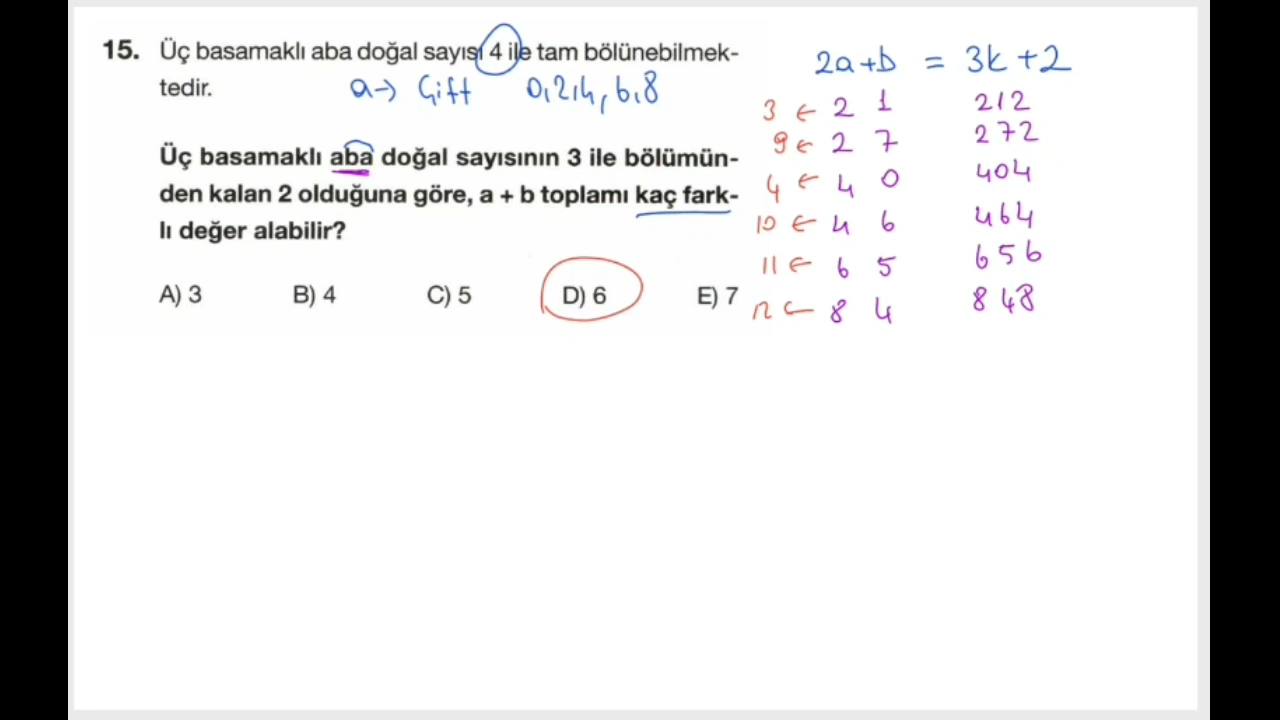 15. Üç basamaklı aba doğal sayısı 4 ile tam bölünebilmek-
tedir.
a → Çift 0,2,4,6,8
Üç basamaklı aba doğal sayısının 3 ile bölümün-
den kalan 2 olduğuna göre, a + b toplamı kaç fark-
lı değer alabilir?
A) 3 B) 4 C) 5 D) 6 E) 7
2a+b = 3k+2
3 ← 2 1 212
9 ← 2 7 272
4 ← 4 0 404
10 ← 4 6 464
11 ← 6 5 656
12 ← 8 4 848